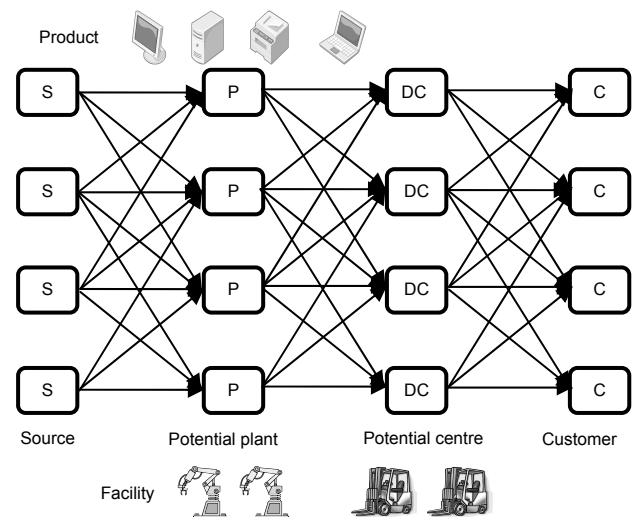 Product
S P DC C
S P DC C
S P DC C
S P DC C
Source Potential plant Potential centre Customer
Facility